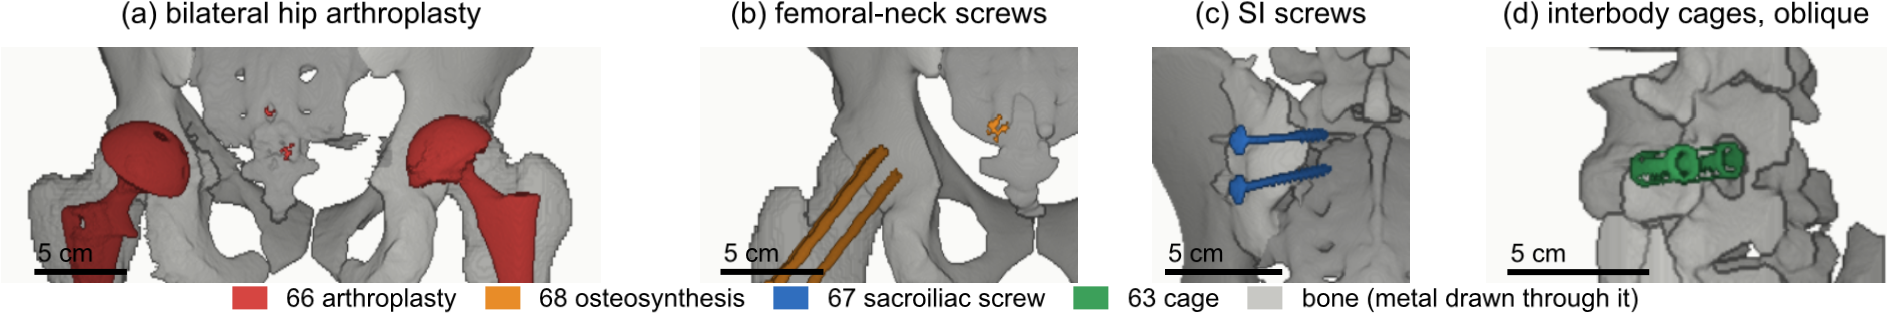 (a) bilateral hip arthroplasty
(b) femoral-neck screws
(c) SI screws
(d) interbody cages, oblique
5 cm
5 cm
5 cm
5 cm
66 arthroplasty
68 osteosynthesis
67 sacroiliac screw
63 cage
bone (metal drawn through it)